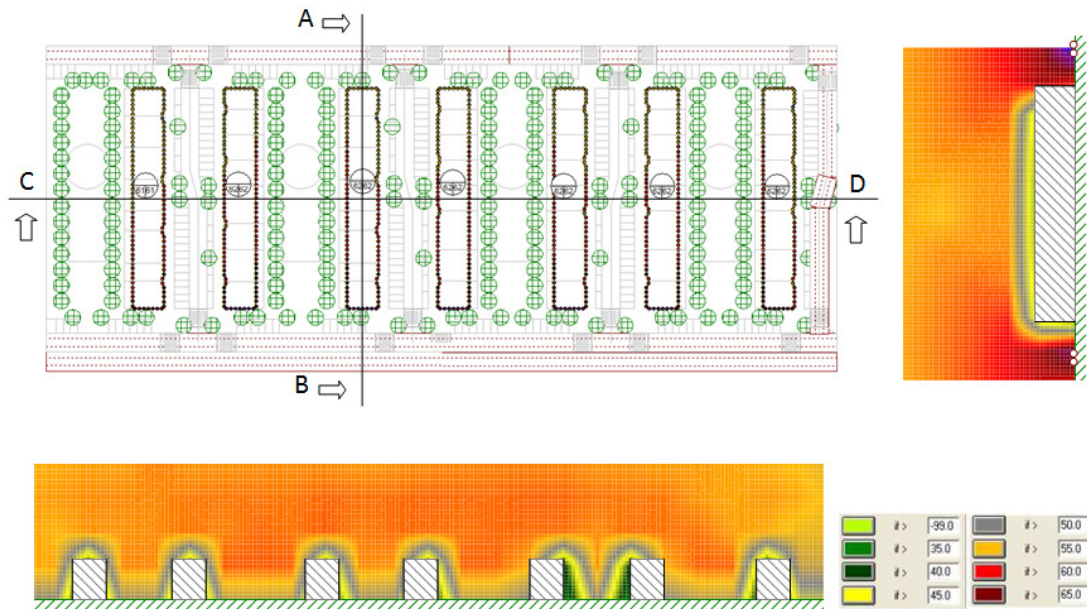 A
C
D
B
if > -99.0 if > 50.0
if > 35.0 if > 55.0
if > 40.0 if > 60.0
if > 45.0 if > 65.0